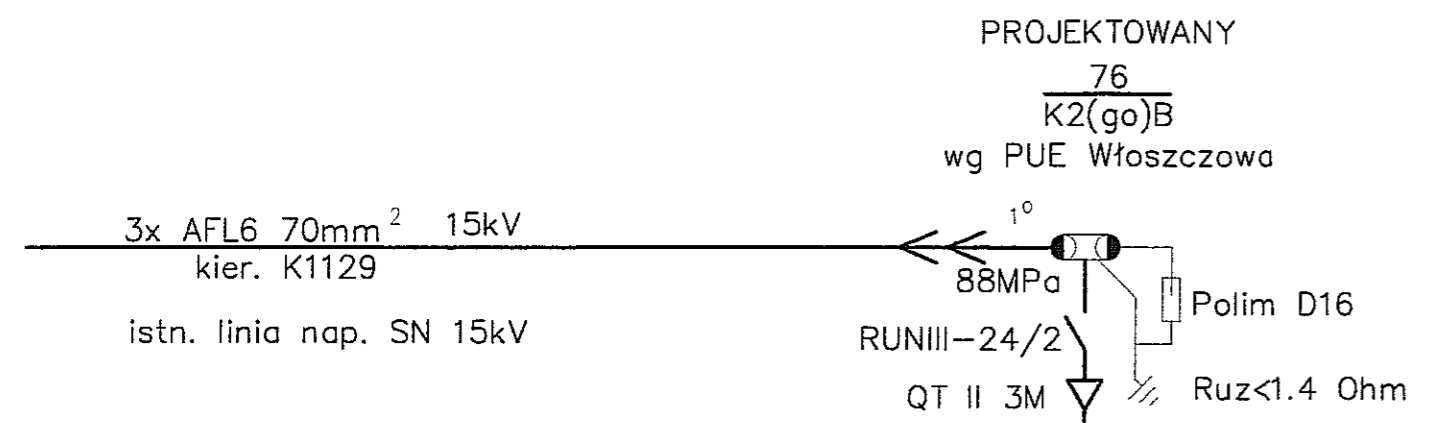 PROJEKTOWANY
76
K2(go)B
wg PUE Włoszczowa
3x AFL6 70mm² 15kV
1°
kier. K1129
88MPa
istn. linia nap. SN 15kV
Polim D16
RUNIII-24/2
QT II 3M
Ruz<1.4 Ohm